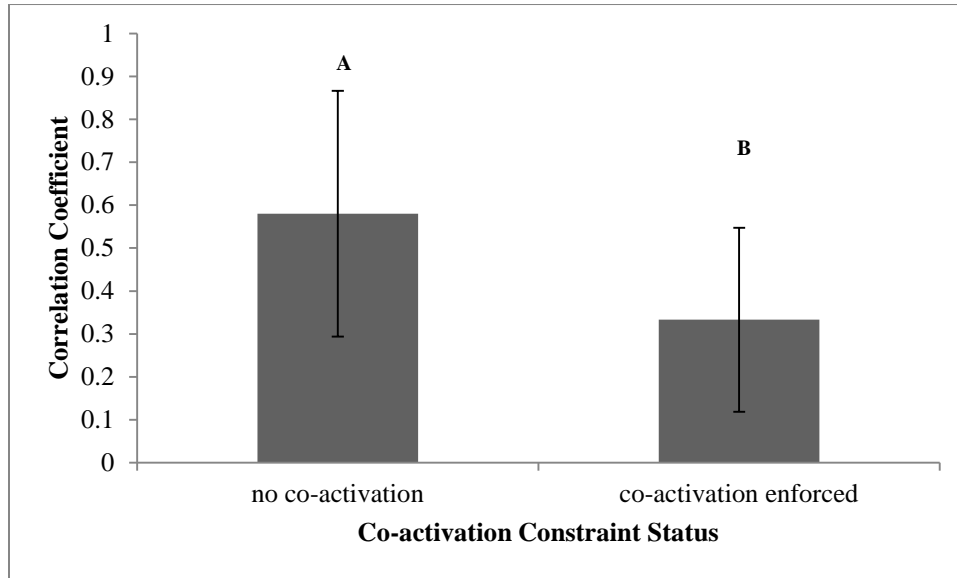 Correlation Coefficient
1
0.9
0.8
0.7
0.6
0.5
0.4
0.3
0.2
0.1
0
A
B
no co-activation
co-activation enforced
Co-activation Constraint Status